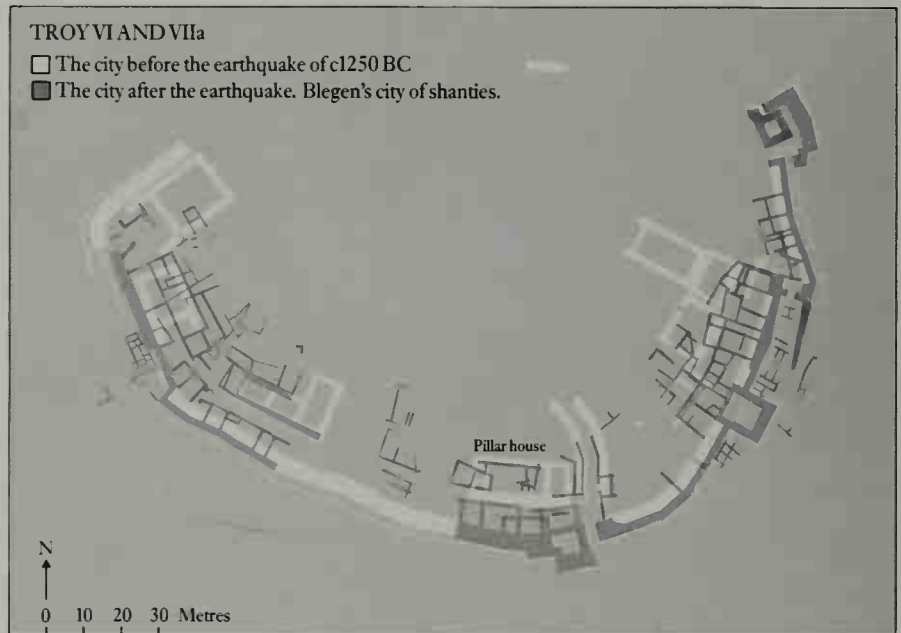 TROY VI AND VIIa
The city before the earthquake of c1250 BC
The city after the earthquake. Blegen's city of shanties.
Pillar house
N
0 10 20 30 Metres